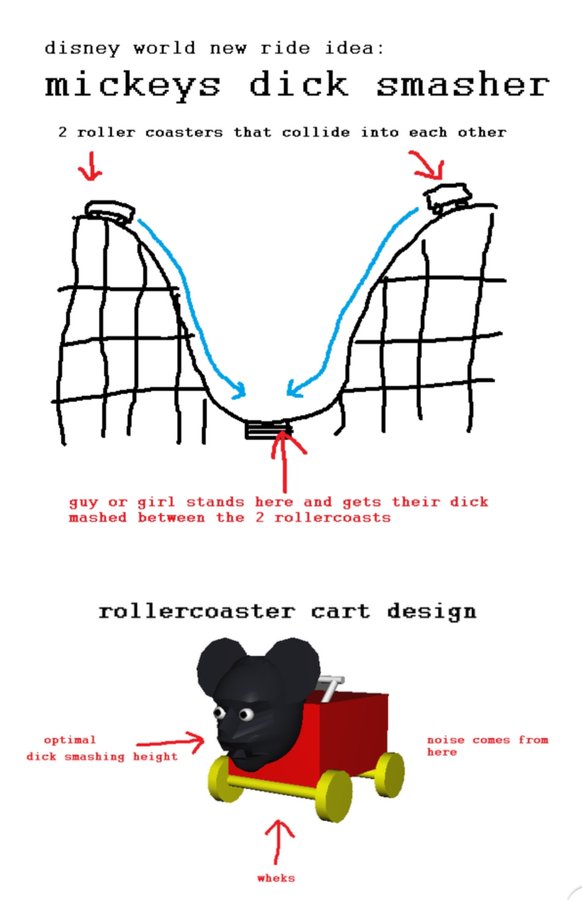 disney world new ride idea:
mickeys dick smasher
2 roller coasters that collide into each other
guy or girl stands here and gets their dick
mashed between the 2 rollercoasts
rollercoaster cart design
optimal
dick smashing height
noise comes from
here
wheks